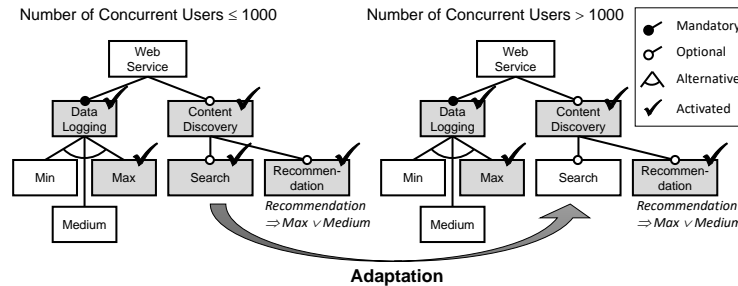 Number of Concurrent Users ≤ 1000
Web
Service
Data
Logging
Content
Discovery
Min
Max
Search
Recommen-
dation
Medium
Recommendation
⇒ Max ∨ Medium
Number of Concurrent Users > 1000
Web
Service
Data
Logging
Content
Discovery
Min
Max
Search
Recommen-
dation
Medium
Recommendation
⇒ Max ∨ Medium
Mandatory
Optional
Alternative
Activated
Adaptation